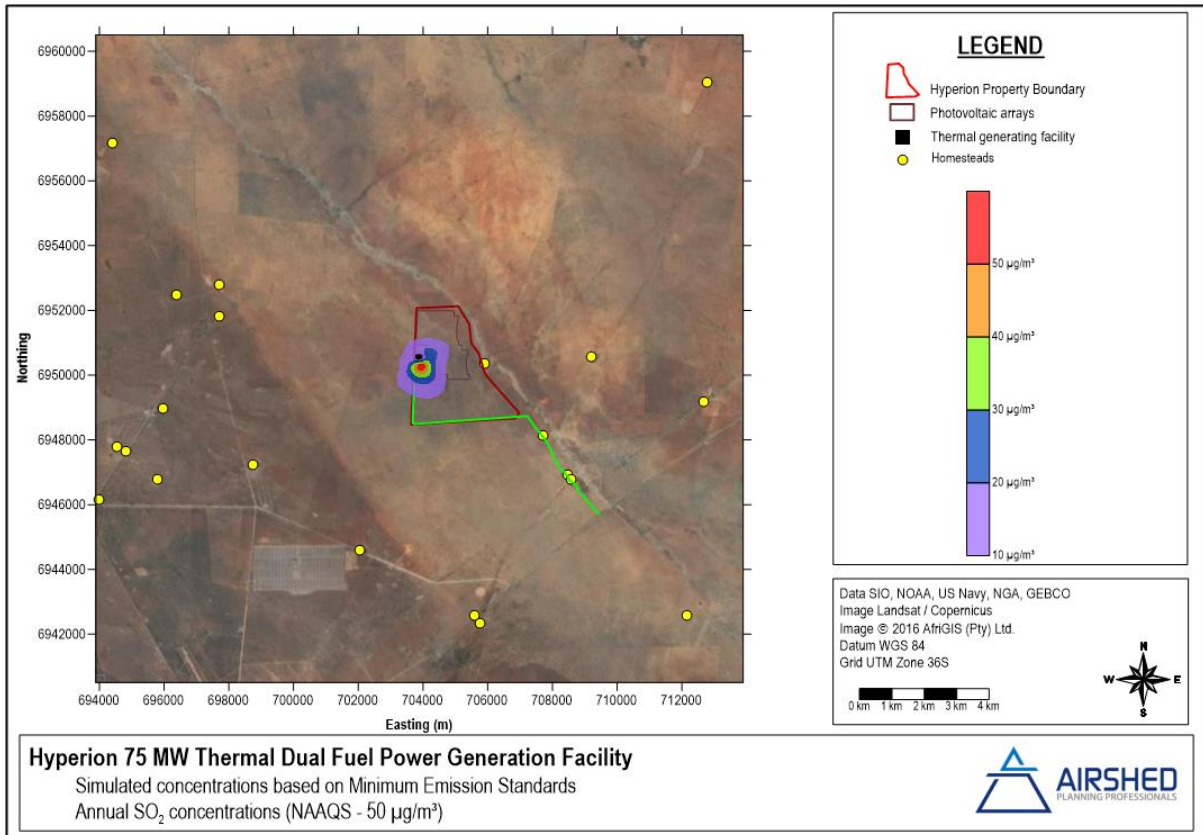 6960000
6958000
6956000
6954000
6952000
6950000
6948000
6946000
6944000
6942000
Northing
694000 696000 698000 700000 702000 704000 706000 708000 710000 712000
Easting (m)
LEGEND
Hyperion Property Boundary
Photovoltaic arrays
Thermal generating facility
Homesteads
50 µg/m³
40 µg/m³
30 µg/m³
20 µg/m³
10 µg/m³
Data SIO, NOAA, US Navy, NGA, GEBCO
Image Landsat / Copernicus
Image © 2016 AfriGIS (Pty) Ltd.
Datum WGS 84
Grid UTM Zone 36S
0 km 1 km 2 km 3 km 4 km
N
W E
S
Hyperion 75 MW Thermal Dual Fuel Power Generation Facility
Simulated concentrations based on Minimum Emission Standards
Annual SO₂ concentrations (NAAQS - 50 µg/m³)
AIRSHED
PLANNING PROFESSIONALS